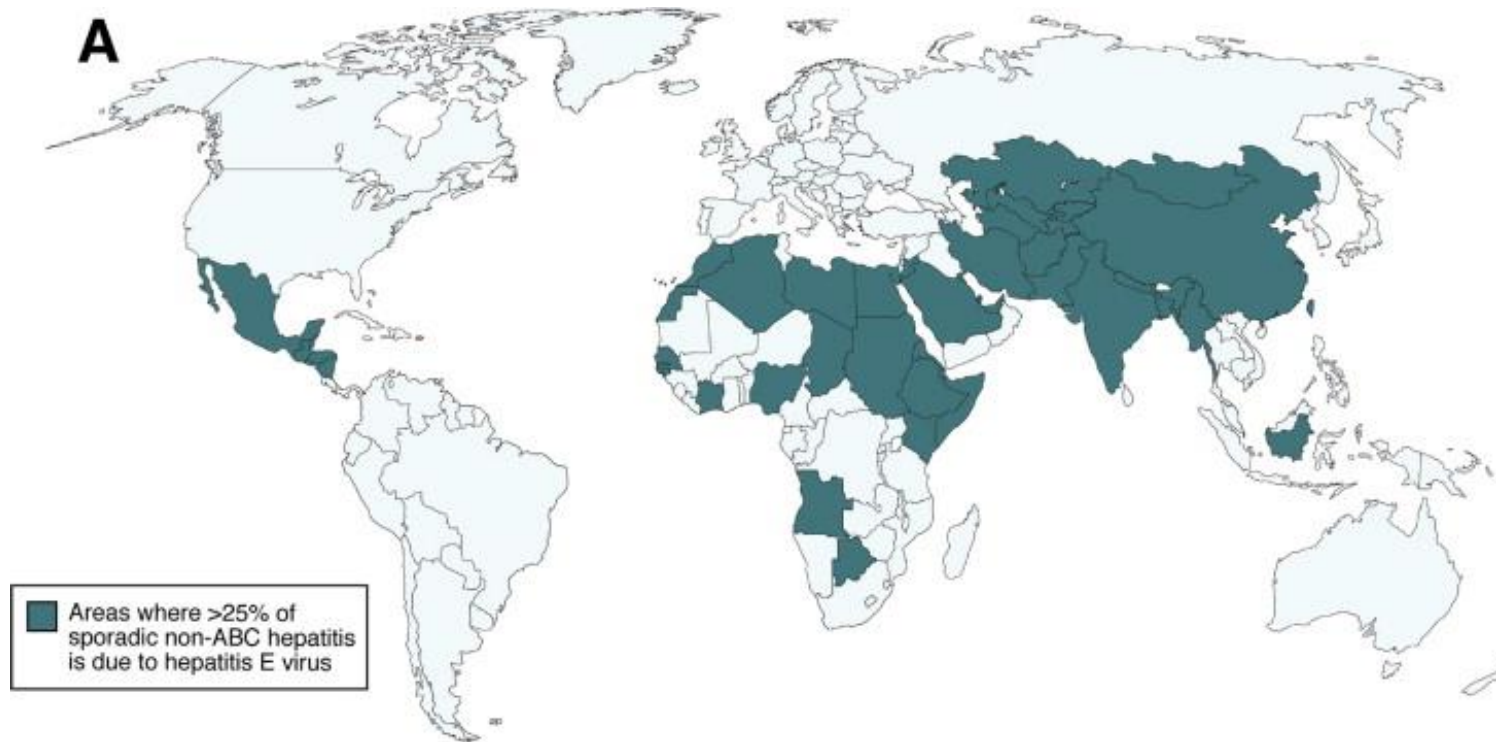 A
Areas where >25% of
sporadic non-ABC hepatitis
is due to hepatitis E virus